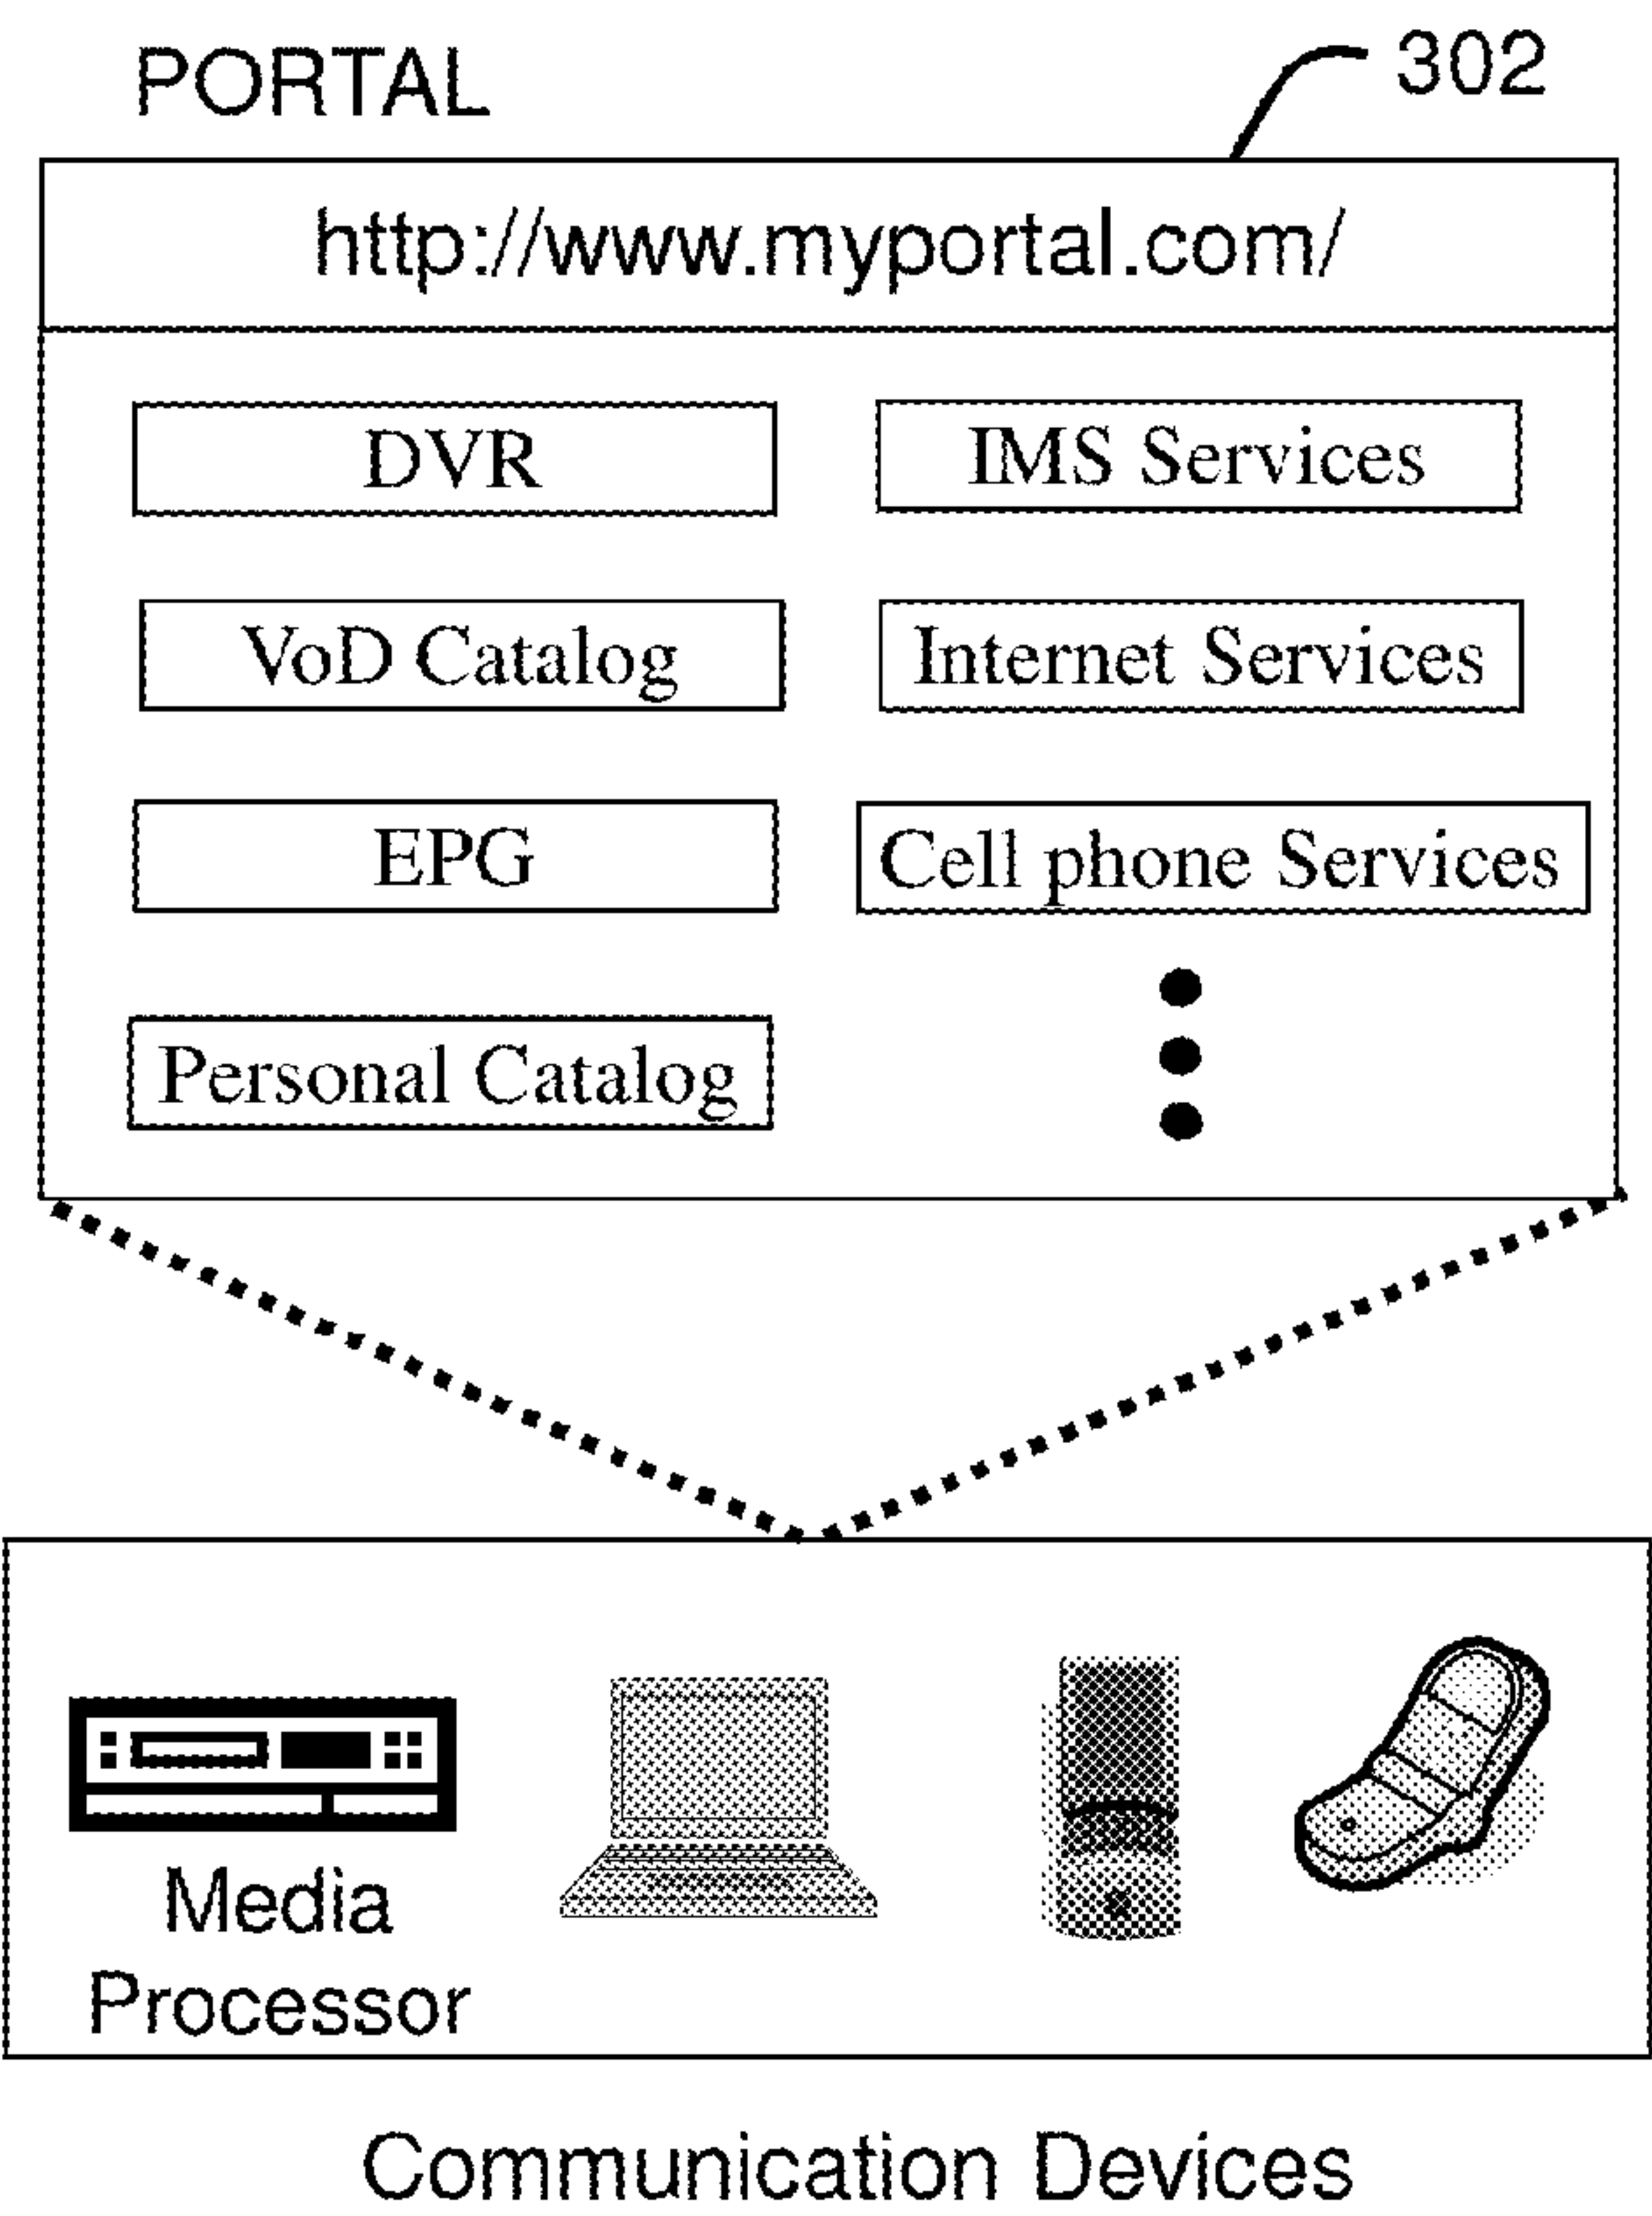 PORTAL
302
http://www.myportal.com/
DVR
IMS Services
VoD Catalog
Internet Services
EPG
Cell phone Services
Personal Catalog
Media
Processor
Communication Devices